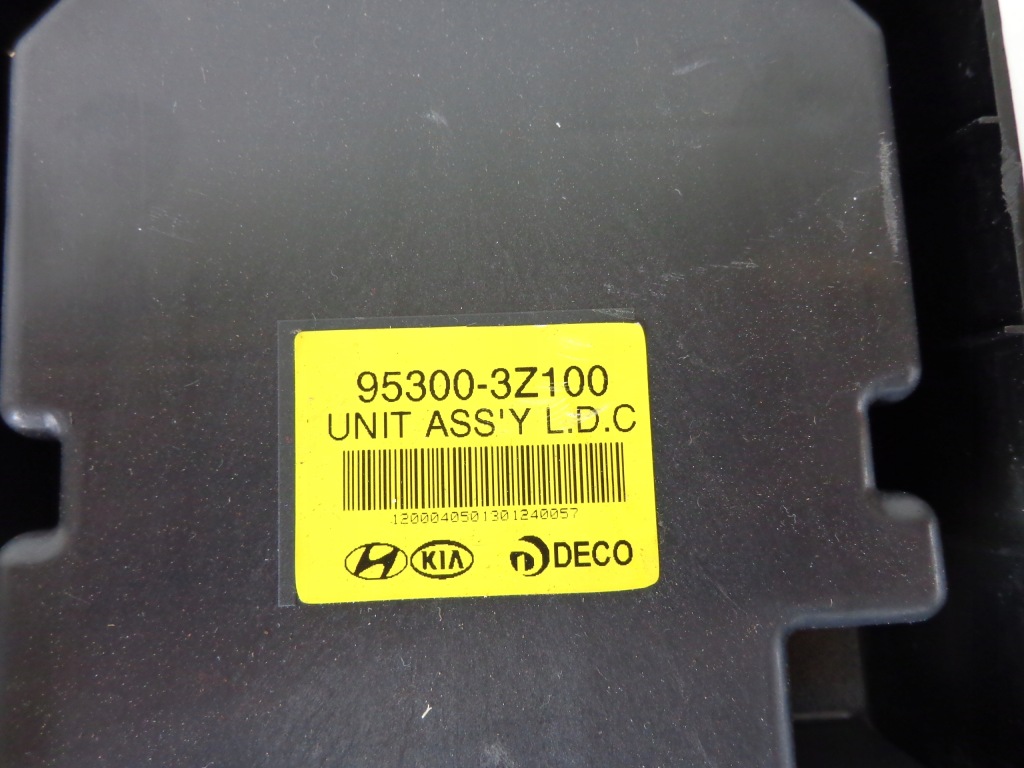 95300-3Z100
UNIT ASS'Y L.D.C
1200040501301240057
KIA DECO